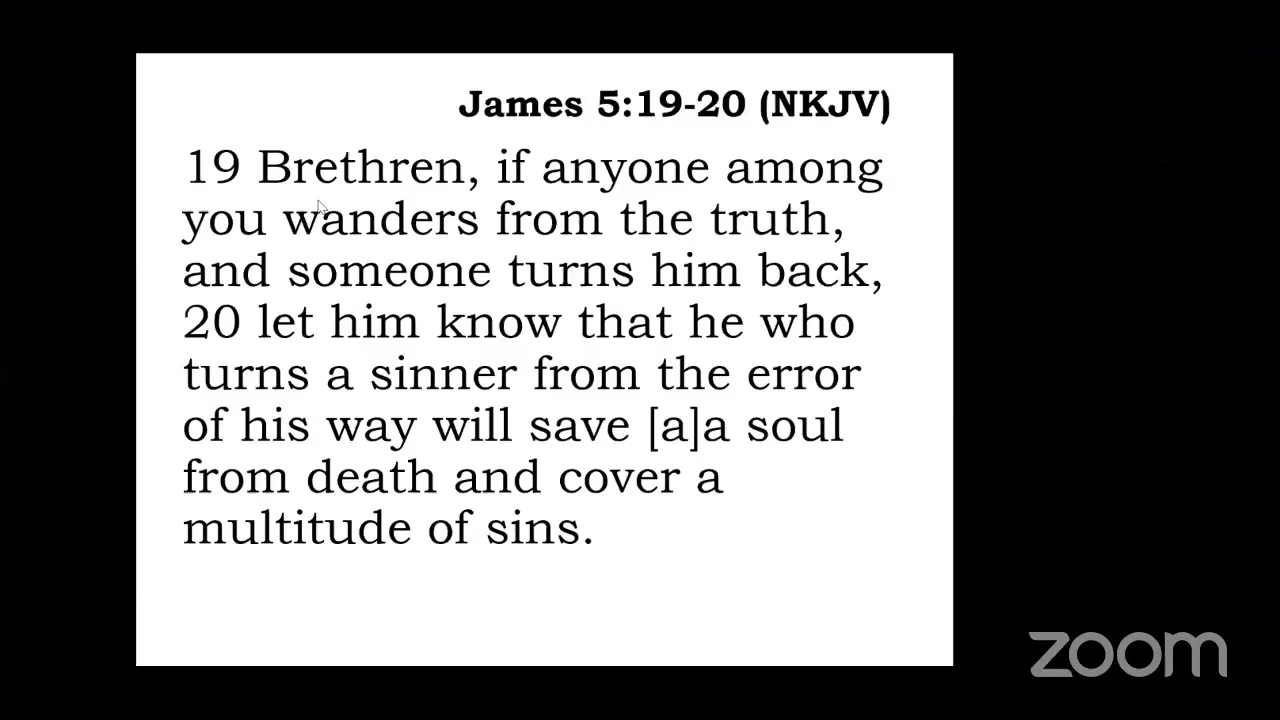 James 5:19-20 (NKJV)
19 Brethren, if anyone among
you wanders from the truth,
and someone turns him back,
20 let him know that he who
turns a sinner from the error
of his way will save [a]a soul
from death and cover a
multitude of sins.
zoom